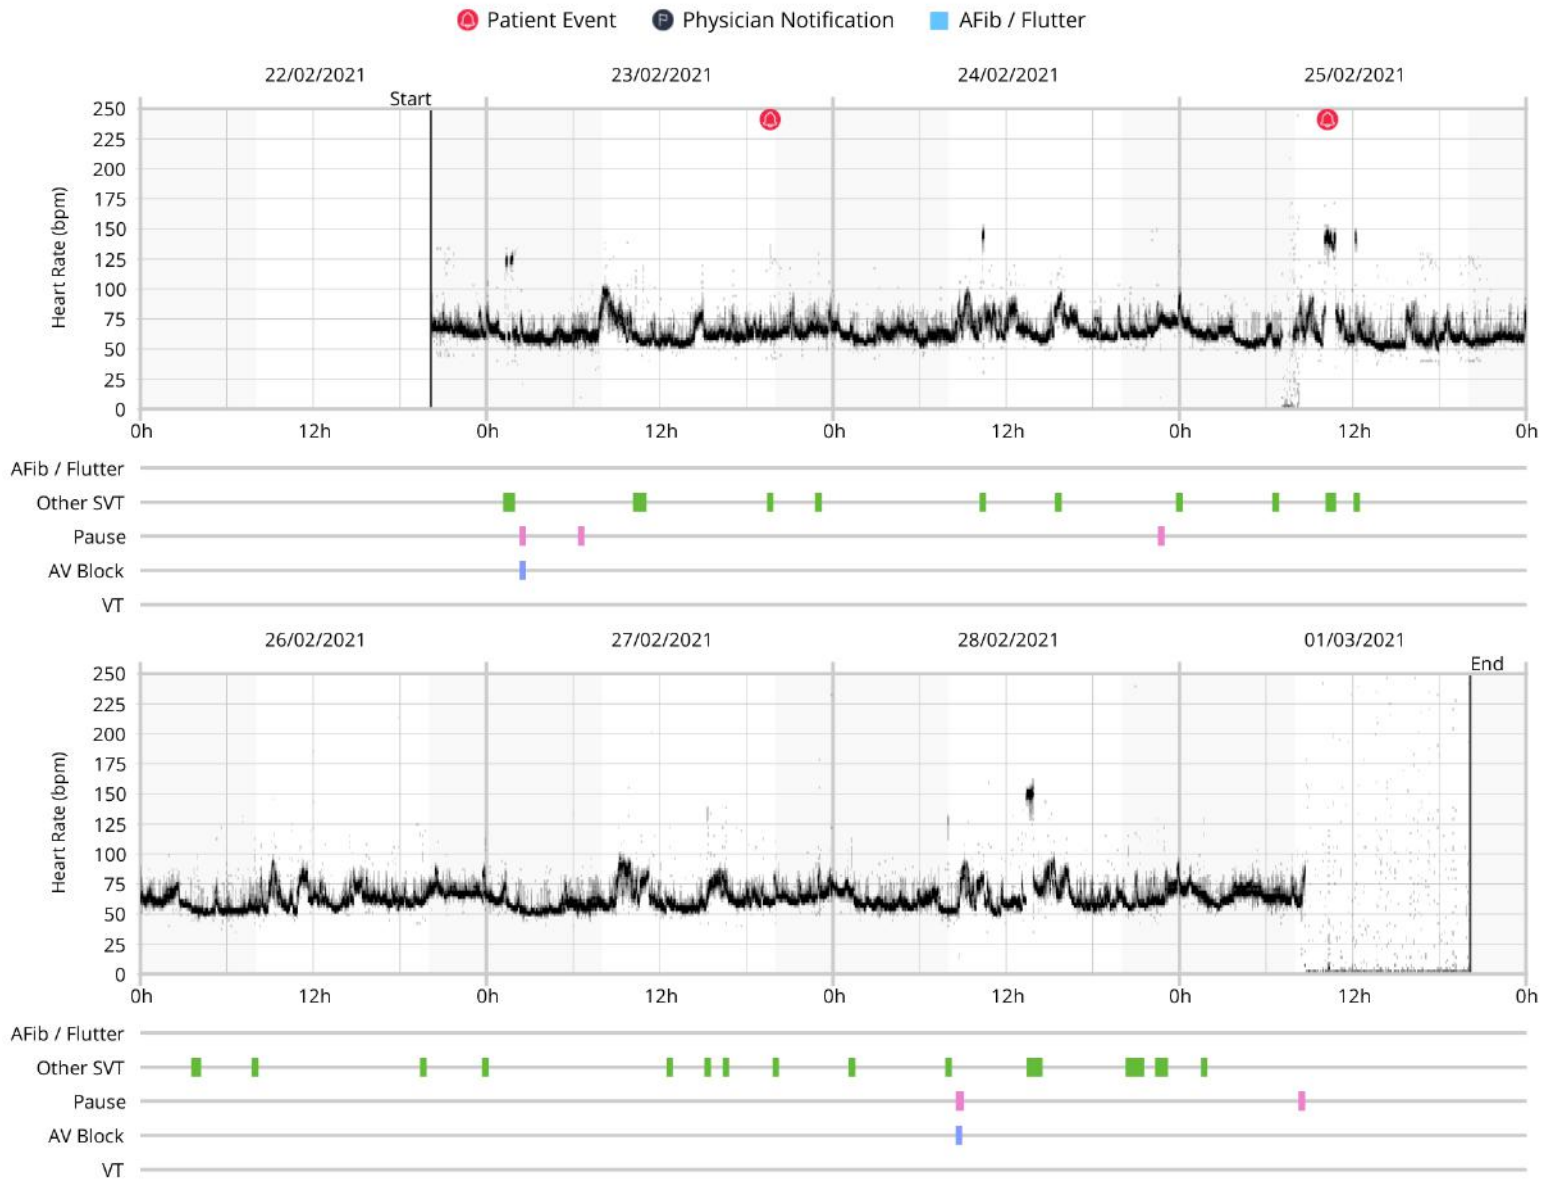 Patient Event Physician Notification AFib / Flutter
22/02/2021 23/02/2021 24/02/2021 25/02/2021
Start
Heart Rate (bpm)
250
225
200
175
150
125
100
75
50
25
0
0h 12h 0h 12h 0h 12h 0h 12h 0h
AFib / Flutter
Other SVT
Pause
AV Block
VT
26/02/2021 27/02/2021 28/02/2021 01/03/2021
End
Heart Rate (bpm)
250
225
200
175
150
125
100
75
50
25
0
0h 12h 0h 12h 0h 12h 0h 12h 0h
AFib / Flutter
Other SVT
Pause
AV Block
VT